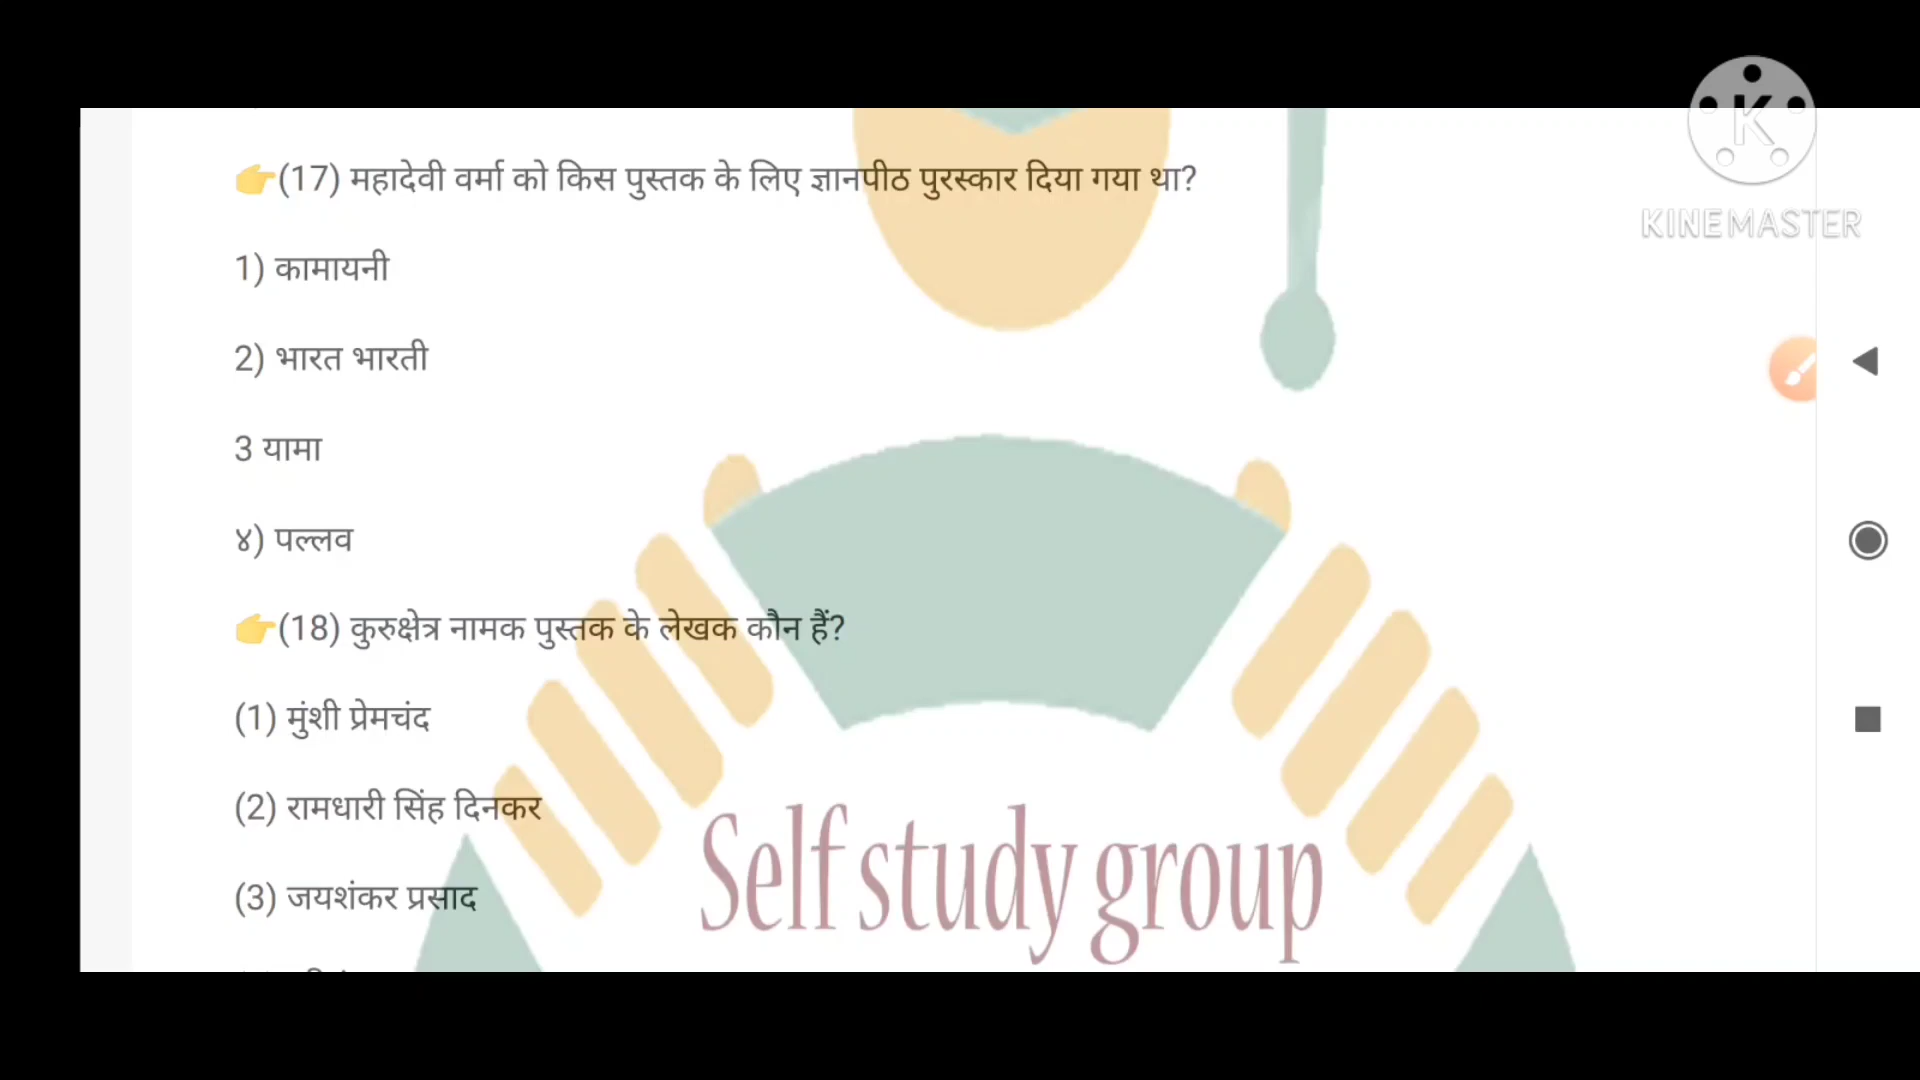 KINEMASTER
👉(17) महादेवी वर्मा को किस पुस्तक के लिए ज्ञानपीठ पुरस्कार दिया गया था?
1) कामायनी
2) भारत भारती
3 यामा
४) पल्लव
👉(18) कुरुक्षेत्र नामक पुस्तक के लेखक कौन हैं?
(1) मुंशी प्रेमचंद
(2) रामधारी सिंह दिनकर
(3) जयशंकर प्रसाद
Self study group